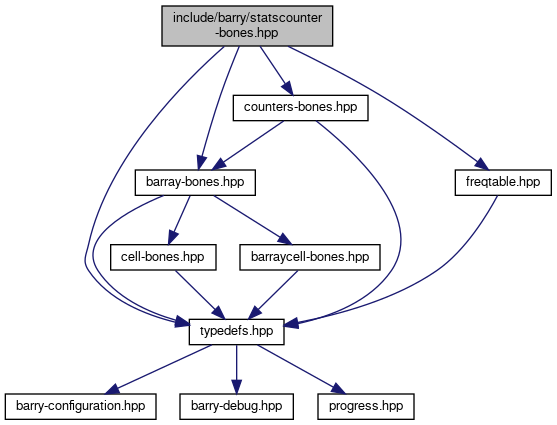 include/barry/statscounter
-bones.hpp
counters-bones.hpp
barray-bones.hpp
freqtable.hpp
cell-bones.hpp
barraycell-bones.hpp
typedefs.hpp
barry-configuration.hpp
barry-debug.hpp
progress.hpp